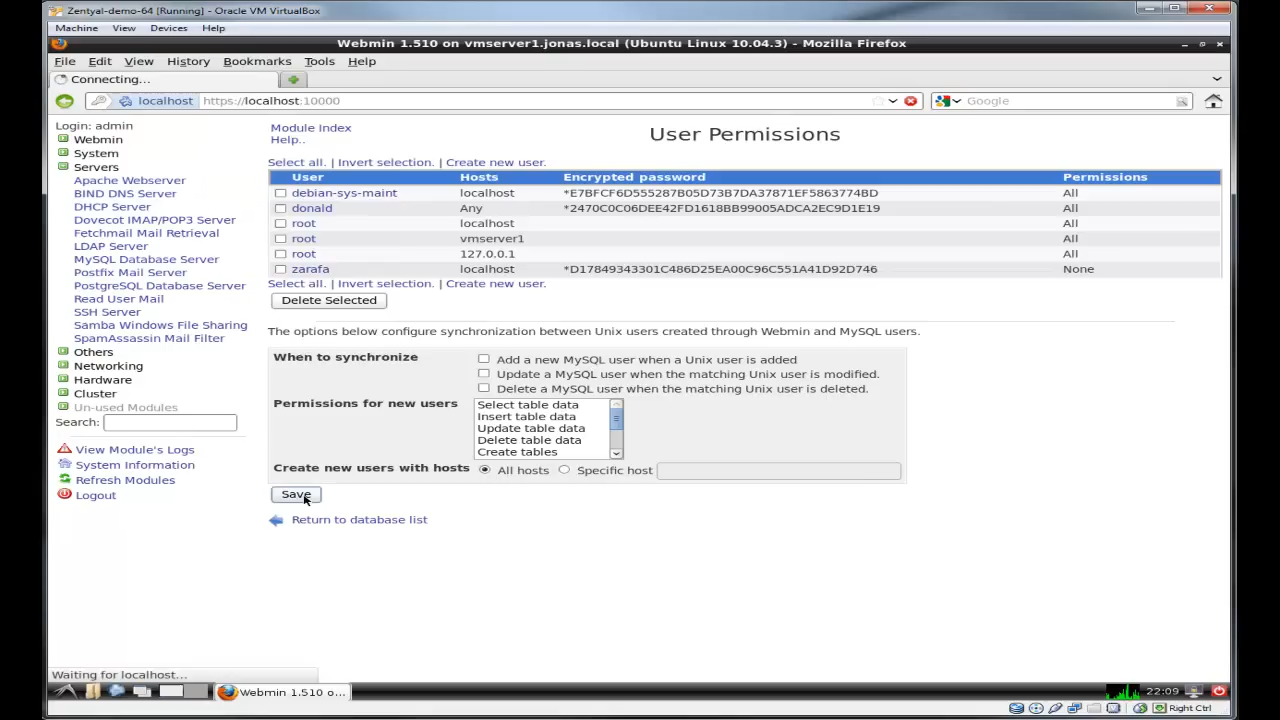 Zentyal-demo-64 [Running] - Oracle VM VirtualBox
Machine View Devices Help
Webmin 1.510 on vmserver1.jonas.local (Ubuntu Linux 10.04.3) - Mozilla Firefox
File Edit View History Bookmarks Tools Help
Connecting...
localhost https://localhost:10000
Google
Login: admin
Webmin
System
Servers
Apache Webserver
BIND DNS Server
DHCP Server
Dovecot IMAP/POP3 Server
Fetchmail Mail Retrieval
LDAP Server
MySQL Database Server
Postfix Mail Server
PostgreSQL Database Server
Read User Mail
SSH Server
Samba Windows File Sharing
SpamAssassin Mail Filter
Others
Networking
Hardware
Cluster
Un-used Modules
Search:
View Module's Logs
System Information
Refresh Modules
Logout
Module Index
Help..
User Permissions
Select all. | Invert selection. | Create new user.
User Hosts Encrypted password Permissions
debian-sys-maint localhost *E7BFCF6D555287B05D73B7DA37871EF5863774BD All
donald Any *2470C0C06DEE42FD1618BB99005ADCA2EC9D1E19 All
root localhost All
root vmserver1 All
root 127.0.0.1 All
zarafa localhost *D17849343301C486D25EA00C96C551A41D92D746 None
Select all. | Invert selection. | Create new user.
Delete Selected
The options below configure synchronization between Unix users created through Webmin and MySQL users.
When to synchronize
Add a new MySQL user when a Unix user is added
Update a MySQL user when the matching Unix user is modified.
Delete a MySQL user when the matching Unix user is deleted.
Permissions for new users
Select table data
Insert table data
Update table data
Delete table data
Create tables
Create new users with hosts All hosts Specific host
Save
Return to database list
Waiting for localhost...
Webmin 1.510 o...
22:09
Right Ctrl